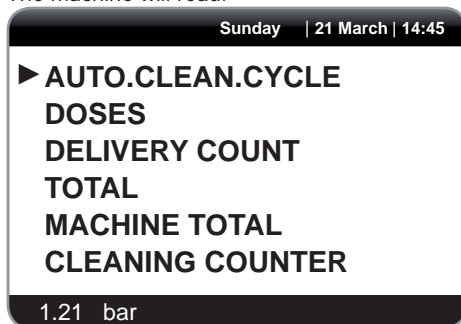 Sunday | 21 March | 14:45
AUTO.CLEAN.CYCLE
DOSES
DELIVERY COUNT
TOTAL
MACHINE TOTAL
CLEANING COUNTER
1.21 bar